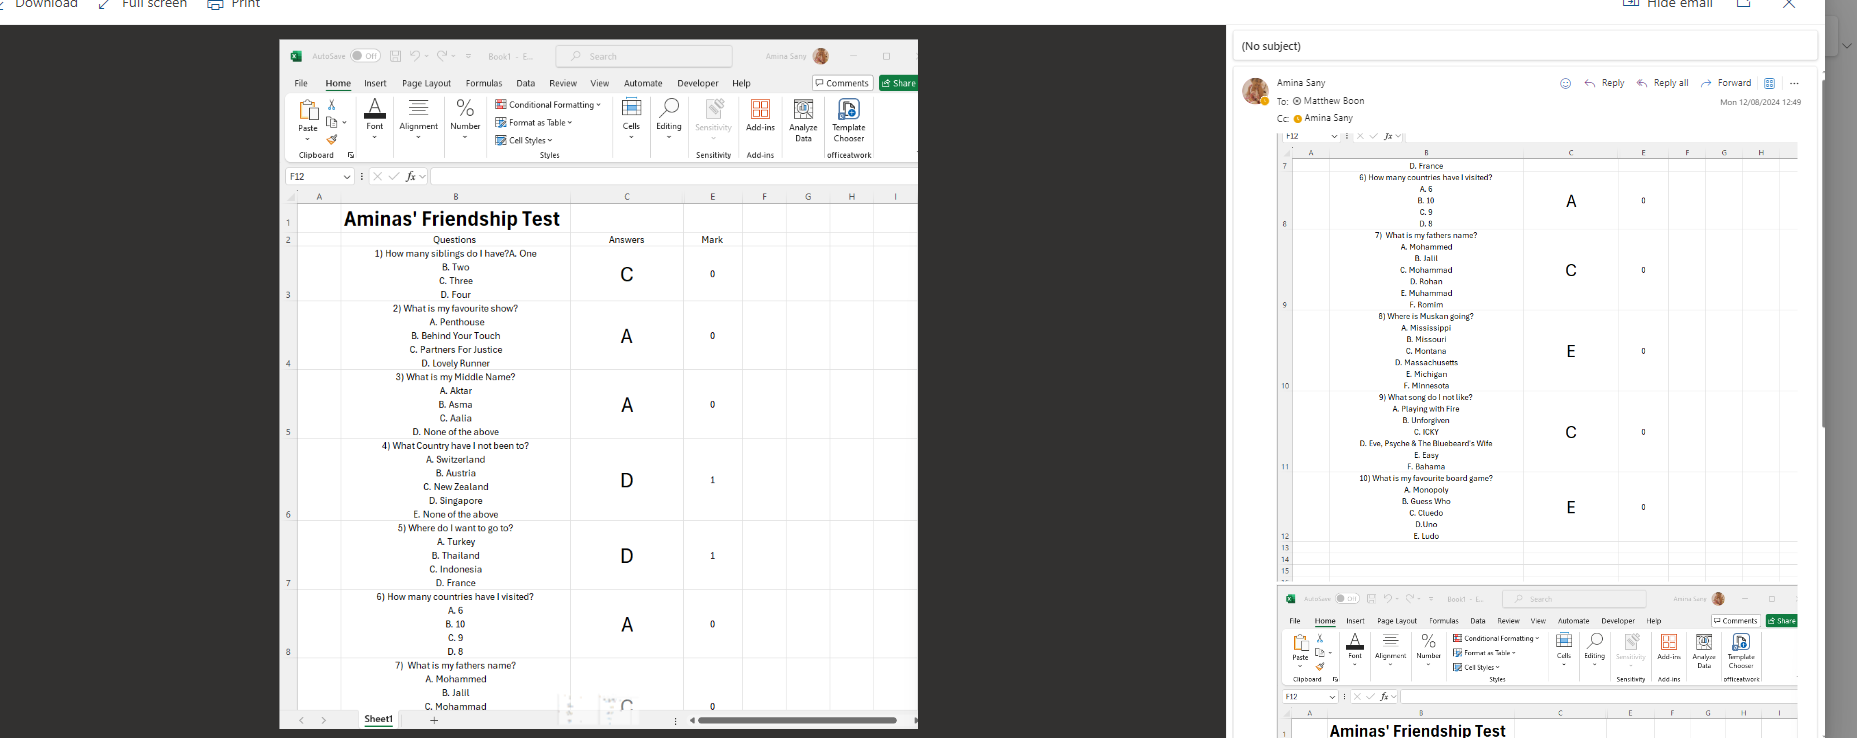 Download Full screen Print
Hide email
AutoSave Off Book1 - E... Search Amina Sany
File Home Insert Page Layout Formulas Data Review View Automate Developer Help Comments Share
Paste Font Alignment Number Conditional Formatting Format as Table Cell Styles Cells Editing Sensitivity Add-ins Analyze Data Template Chooser
Clipboard Styles Sensitivity Add-ins officeatwork
F12 fx
A B C E F G H I
1 Aminas' Friendship Test
2 Questions Answers Mark
1) How many siblings do I have?A. One
B. Two
C. Three
D. Four
3 C 0
2) What is my favourite show?
A. Penthouse
B. Behind Your Touch
C. Partners For Justice
D. Lovely Runner
4 A 0
3) What is my Middle Name?
A. Aktar
B. Asma
C. Aalia
D. None of the above
5 A 0
4) What Country have I not been to?
A. Switzerland
B. Austria
C. New Zealand
D. Singapore
E. None of the above
6 D 1
5) Where do I want to go to?
A. Turkey
B. Thailand
C. Indonesia
D. France
7 D 1
6) How many countries have I visited?
A. 6
B. 10
C. 9
D. 8
8 A 0
7) What is my fathers name?
A. Mohammed
B. Jalil
C. Mohammad
C 0
Sheet1
(No subject)
Amina Sany
Reply Reply all Forward
To: Matthew Boon
Mon 12/08/2024 12:49
Cc: Amina Sany
F12 fx
A B C E F G H
7 D. France
6) How many countries have I visited?
A. 6
B. 10
C. 9
D. 8
8 A 0
7) What is my fathers name?
A. Mohammed
B. Jalil
C. Mohammad
D. Rohan
E. Muhammad
F. Romim
9 C 0
8) Where is Muskan going?
A. Mississippi
B. Missouri
C. Montana
D. Massachusetts
E. Michigan
F. Minnesota
10 E 0
9) What song do I not like?
A. Playing with Fire
B. Unforgiven
C. ICKY
D. Eve, Psyche & The Bluebeard's Wife
E. Easy
F. Bahama
11 C 0
10) What is my favourite board game?
A. Monopoly
B. Guess Who
C. Cluedo
D.Uno
E. Ludo
12 E 0
13
14
15
AutoSave Off Book1 - E... Search Amina Sany
File Home Insert Page Layout Formulas Data Review View Automate Developer Help Comments Share
Paste Font Alignment Number Conditional Formatting Format as Table Cell Styles Cells Editing Sensitivity Add-ins Analyze Data Template Chooser
Clipboard Styles Sensitivity Add-ins officeatwork
F12 fx
A B C E F G H I
1 Aminas' Friendship Test